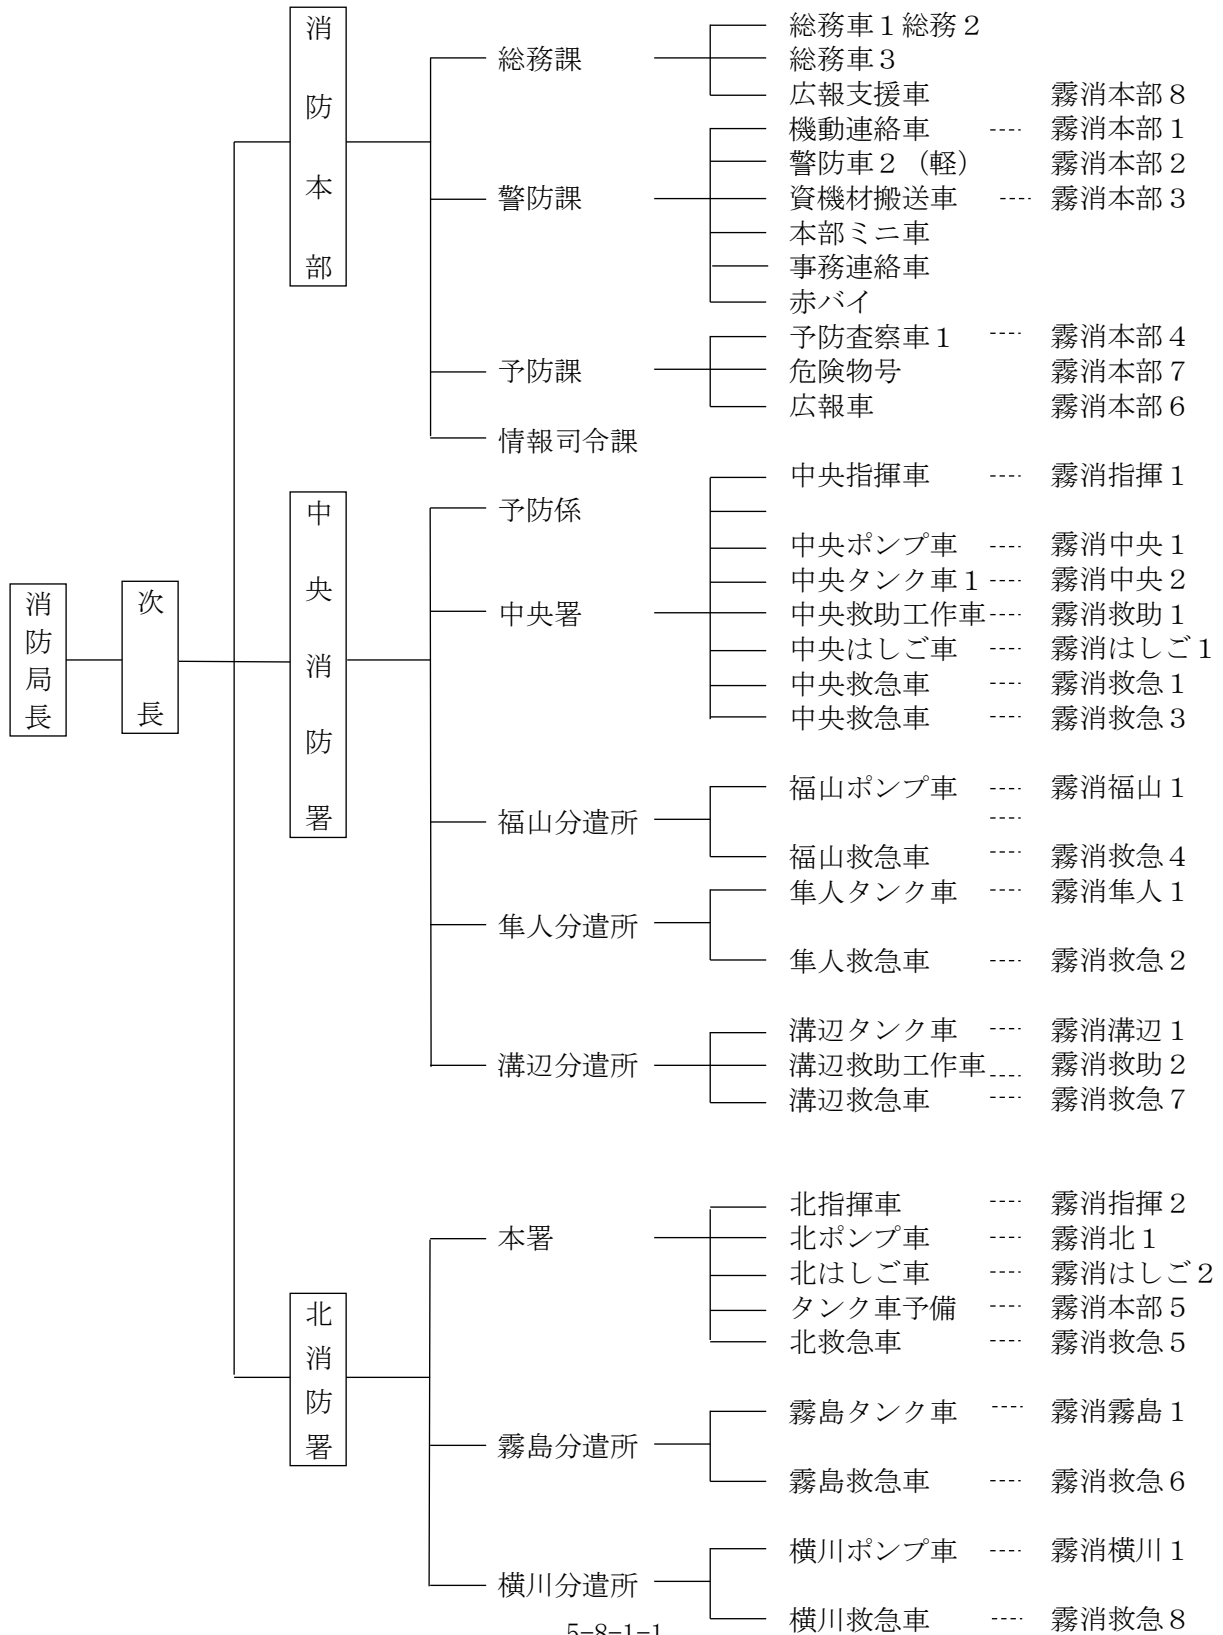 消防局長
次長
消防本部
総務課
総務車１総務２
総務車３
広報支援車 霧消本部８
警防課
機動連絡車 ---- 霧消本部１
警防車２（軽） 霧消本部２
資機材搬送車 ---- 霧消本部３
本部ミニ車
事務連絡車
赤バイ
予防課
予防査察車１ ---- 霧消本部４
危険物号 霧消本部７
広報車 霧消本部６
情報司令課
中央消防署
予防係
中央署
中央指揮車 ---- 霧消指揮１
中央ポンプ車 ---- 霧消中央１
中央タンク車１ ---- 霧消中央２
中央救助工作車 ---- 霧消救助１
中央はしご車 ---- 霧消はしご１
中央救急車 ---- 霧消救急１
中央救急車 ---- 霧消救急３
福山分遣所
福山ポンプ車 ---- 霧消福山１
----
福山救急車 ---- 霧消救急４
隼人分遣所
隼人タンク車 ---- 霧消隼人１
隼人救急車 ---- 霧消救急２
溝辺分遣所
溝辺タンク車 ---- 霧消溝辺１
溝辺救助工作車 ---- 霧消救助２
溝辺救急車 ---- 霧消救急７
北消防署
本署
北指揮車 ---- 霧消指揮２
北ポンプ車 ---- 霧消北１
北はしご車 ---- 霧消はしご２
タンク車予備 ---- 霧消本部５
北救急車 ---- 霧消救急５
霧島分遣所
霧島タンク車 ---- 霧消霧島１
霧島救急車 ---- 霧消救急６
横川分遣所
横川ポンプ車 ---- 霧消横川１
横川救急車 ---- 霧消救急８
5-8-1-1